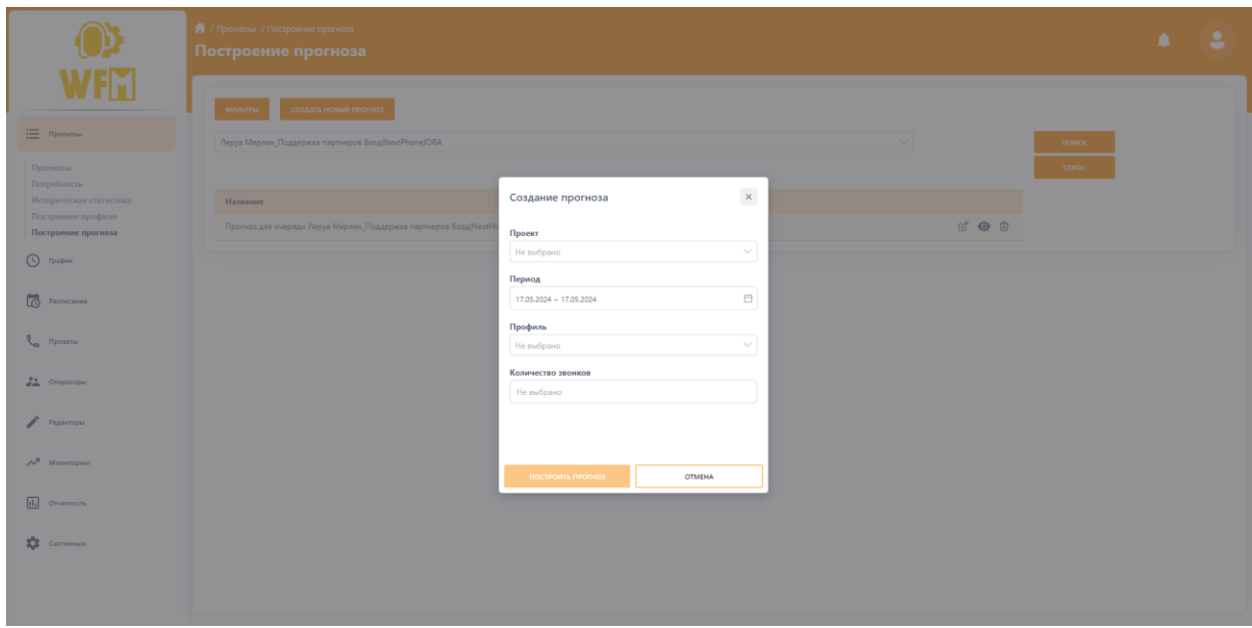 WFM
/ Прогнозы / Построение прогноза
Построение прогноза
ФИЛЬТРЫ
СОЗДАТЬ НОВЫЙ ПРОГНОЗ
Леруа Мерлен_Поддержка партнеров Вход(NextPhone)ORA
ПОИСК
СБРОС
Название
Прогноз для очереди Леруа Мерлен_Поддержка партнеров Вход(NextPh
Прогнозы
Прогнозы
Потребность
Историческая статистика
Построение профиля
Построение прогноза
График
Расписание
Проекты
Операторы
Редакторы
Мониторинг
Отчетность
Системные
Создание прогноза
Проект
Не выбрано
Период
17.05.2024 ~ 17.05.2024
Профиль
Не выбрано
Количество звонков
Не выбрано
ПОСТРОИТЬ ПРОГНОЗ
ОТМЕНА